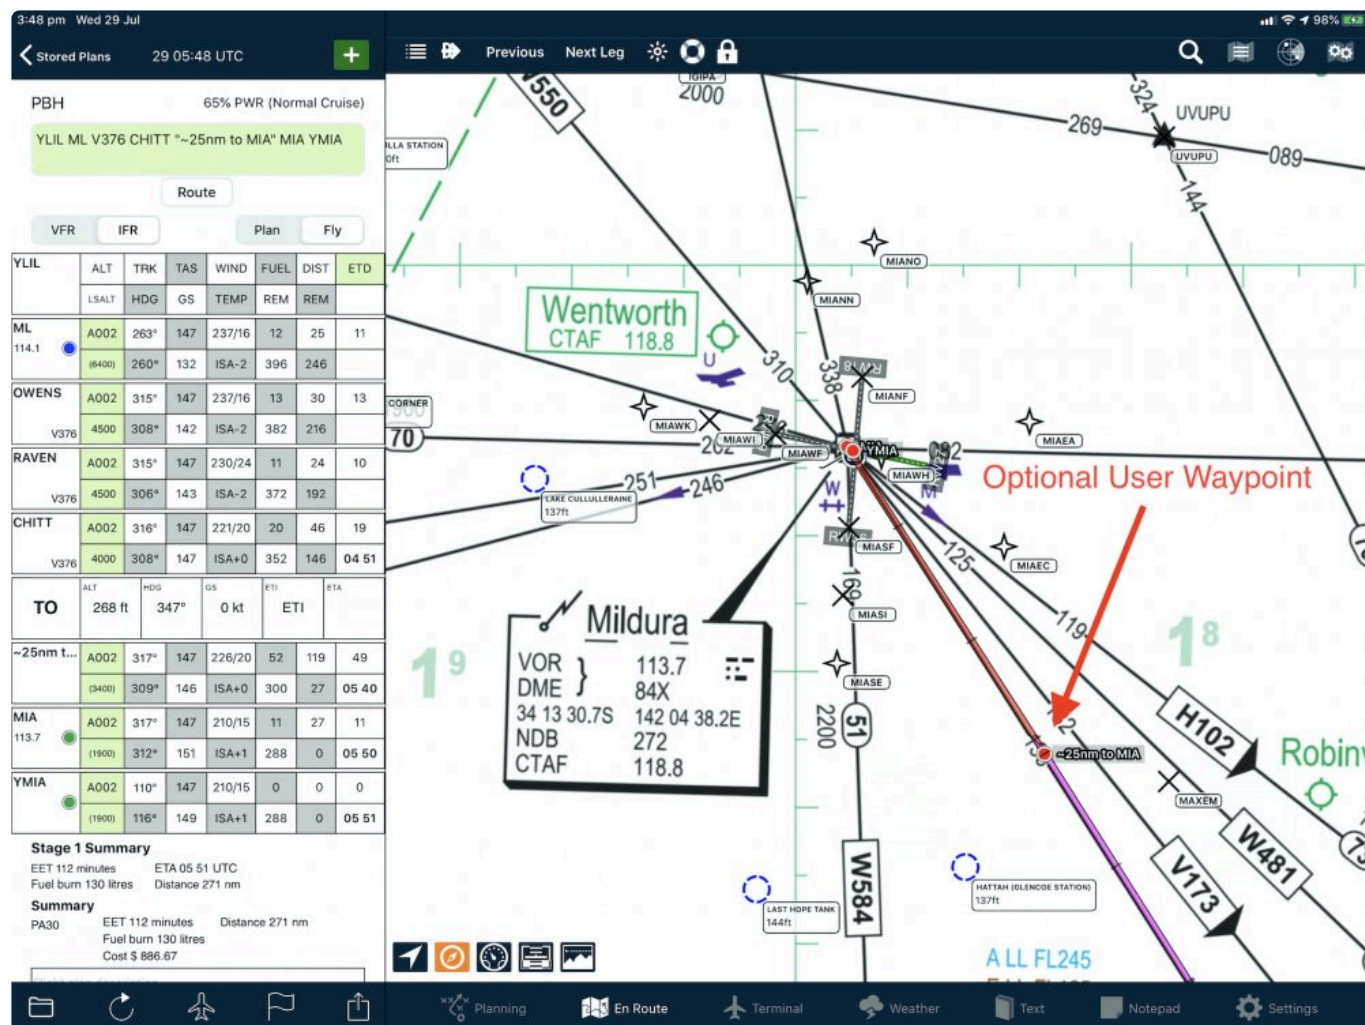 3:48 pm Wed 29 Jul
98%
Stored Plans 29 05:48 UTC
Previous Next Leg
PBH 65% PWR (Normal Cruise)
YLIL ML V376 CHITT "~25nm to MIA" MIA YMIA
Route
VFR IFR Plan Fly
YLIL ALT TRK TAS WIND FUEL DIST ETD
LSALT HDG GS TEMP REM REM
ML A002 263° 147 237/16 12 25 11
114.1 (6400) 260° 132 ISA-2 396 246
OWENS A002 315° 147 237/16 13 30 13
V376 4500 308° 142 ISA-2 382 216
RAVEN A002 315° 147 230/24 11 24 10
V376 4500 306° 143 ISA-2 372 192
CHITT A002 316° 147 221/20 20 46 19
V376 4000 308° 147 ISA+0 352 146 04 51
ALT HDG GS ETI ETA
TO 268 ft 347° 0 kt ETI
~25nm t... A002 317° 147 226/20 52 119 49
(3400) 309° 146 ISA+0 300 27 05 40
MIA A002 317° 147 210/15 11 27 11
113.7 (1900) 312° 151 ISA+1 288 0 05 50
YMIA A002 110° 147 210/15 0 0 0
(1900) 116° 149 ISA+1 288 0 05 51
Stage 1 Summary
EET 112 minutes ETA 05 51 UTC
Fuel burn 130 litres Distance 271 nm
Summary
PA30 EET 112 minutes Distance 271 nm
Fuel burn 130 litres
Cost $ 886.67
IGIPA
2000
V550
324
UVUPU
269
UVUPU
089
144
LLA STATION
0ft
MIANO
MIANN
Wentworth
CTAF 118.8
U
310
338
MIANF
CORNER
1900
70
MIAWK
MIAWI
MIAWF
YMIA
MIAWH
MIAEA
Optional User Waypoint
251
246
LAKE CULLULLERAINE
137ft
W
M
MIASF
125
MIAEC
169
MIASI
119
Mildura
VOR 113.7
DME 84X
34 13 30.7S 142 04 38.2E
NDB 272
CTAF 118.8
19
18
MIASE
2200
51
H102
Robinv
~25nm to MIA
MAXEM
W481
V173
W584
HATTAH (GLENCOE STATION)
137ft
LAST HOPE TANK
144ft
A LL FL245
Planning En Route Terminal Weather Text Notepad Settings